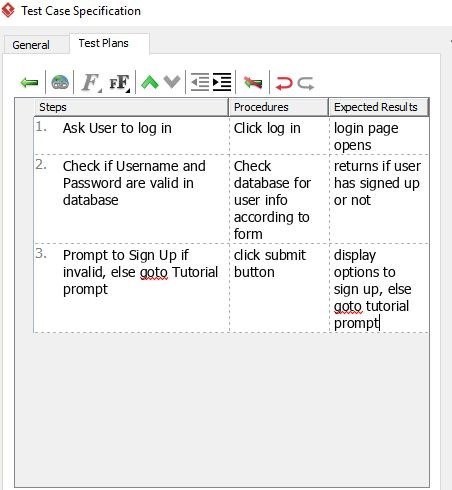 Test Case Specification
General
Test Plans
F
FF
Steps
Procedures
Expected Results
1.
Ask User to log in
Click log in
login page
opens
2.
Check if Username and
Password are valid in
database
Check
database for
user info
according to
form
returns if user
has signed up
or not
3.
Prompt to Sign Up if
invalid, else goto Tutorial
prompt
click submit
button
display
options to
sign up, else
goto tutorial
prompt